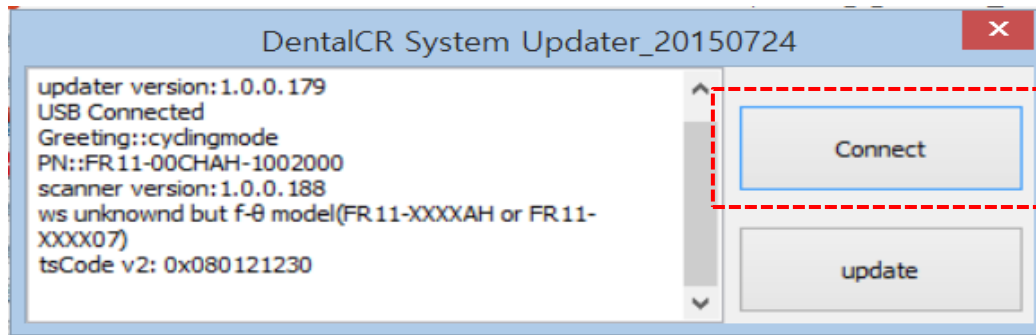 DentalCR System Updater_20150724
updater version:1.0.0.179
USB Connected
Greeting::cyclingmode
PN::FR11-00CHAH-1002000
scanner version:1.0.0.188
ws unknownd but f-θ model(FR11-XXXXAH or FR11-
XXXX07)
tsCode v2: 0x080121230
Connect
update